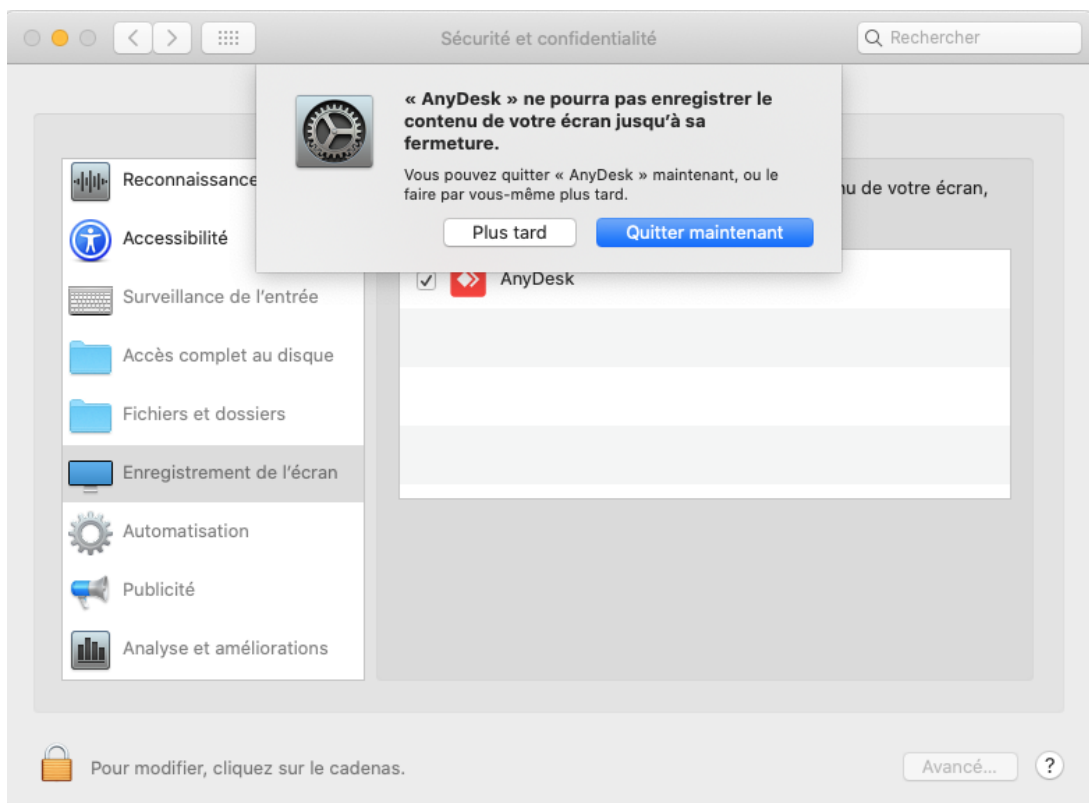 Sécurité et confidentialité
Rechercher
« AnyDesk » ne pourra pas enregistrer le
contenu de votre écran jusqu’à sa
fermeture.
Vous pouvez quitter « AnyDesk » maintenant, ou le
faire par vous-même plus tard.
Plus tard
Quitter maintenant
Reconnaissance
nu de votre écran,
Accessibilité
AnyDesk
Surveillance de l’entrée
Accès complet au disque
Fichiers et dossiers
Enregistrement de l’écran
Automatisation
Publicité
Analyse et améliorations
Pour modifier, cliquez sur le cadenas.
Avancé...
?